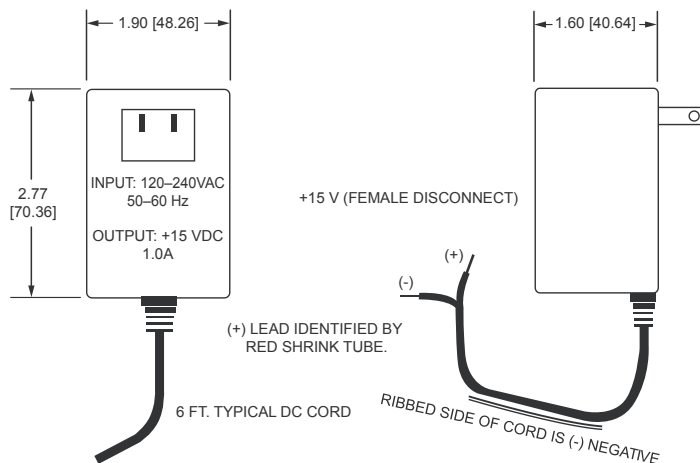 1.90 [48.26]
1.60 [40.64]
2.77
[70.36]
INPUT: 120–240VAC
50–60 Hz
OUTPUT: +15 VDC
1.0A
+15 V (FEMALE DISCONNECT)
(+)
(-)
(+) LEAD IDENTIFIED BY
RED SHRINK TUBE.
6 FT. TYPICAL DC CORD
RIBBED SIDE OF CORD IS (-) NEGATIVE